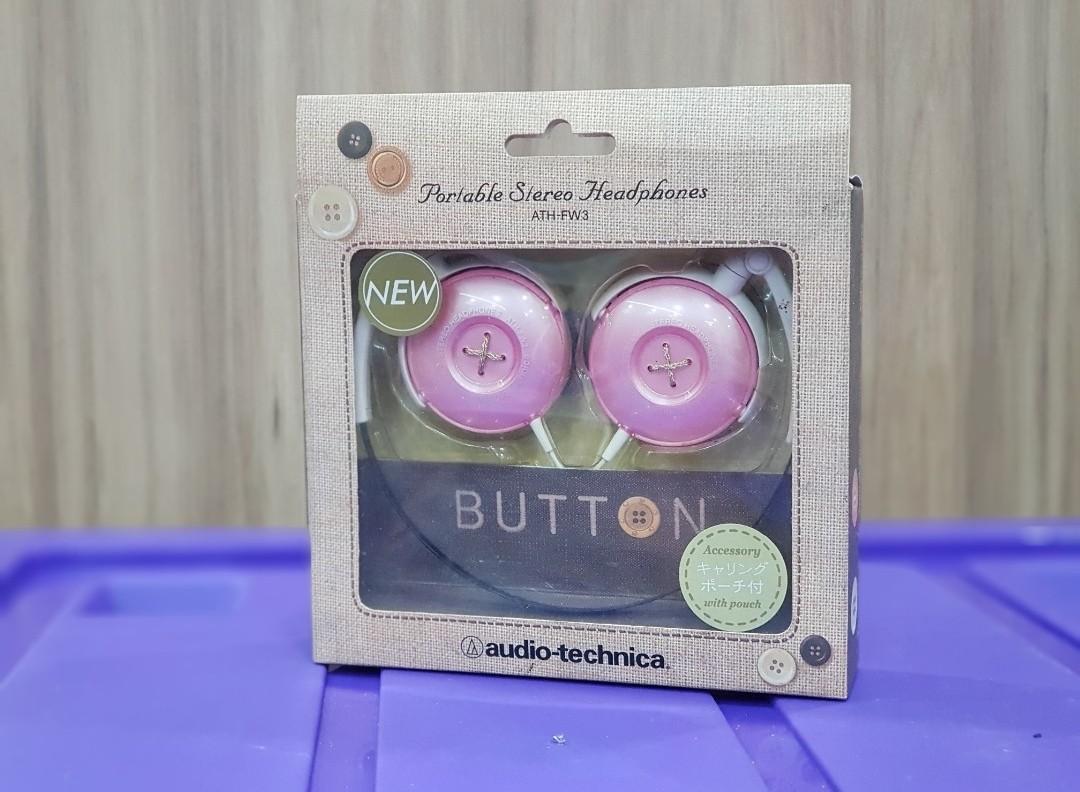 Portable Stereo Headphones
ATH-FW3
NEW
BUTTON
Accessory
キャリング
ポーチ付
with pouch
audio-technica